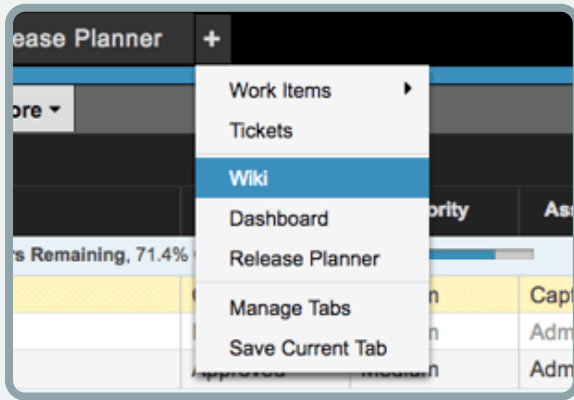 ease Planner +
Work Items
ore
Tickets
Wiki
ority Ass
Dashboard
rs Remaining, 71.4%
Release Planner
Capt
Manage Tabs
Adm
Save Current Tab
Approved Medium Adm